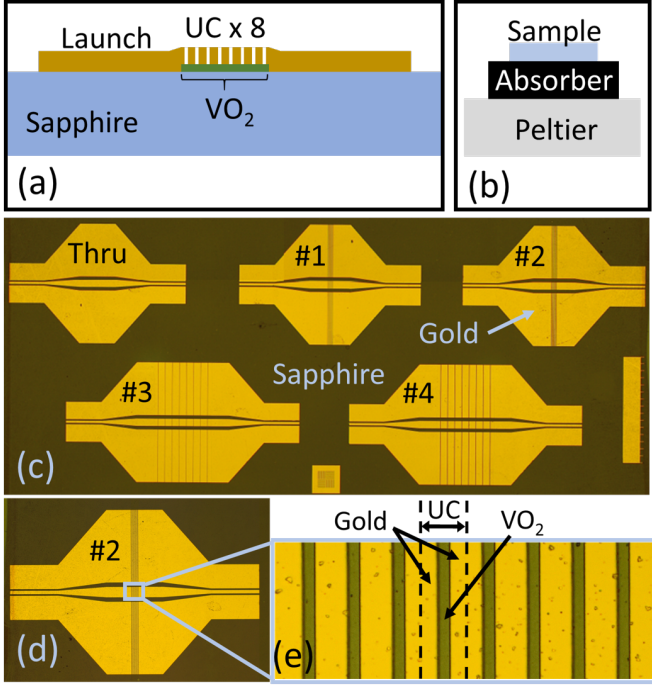 Launch
UC x 8
VO2
Sapphire
(a)
Sample
Absorber
Peltier
(b)
Thru
#1
#2
Gold
Sapphire
#3
#4
(c)
#2
(d)
Gold
UC
VO2
(e)